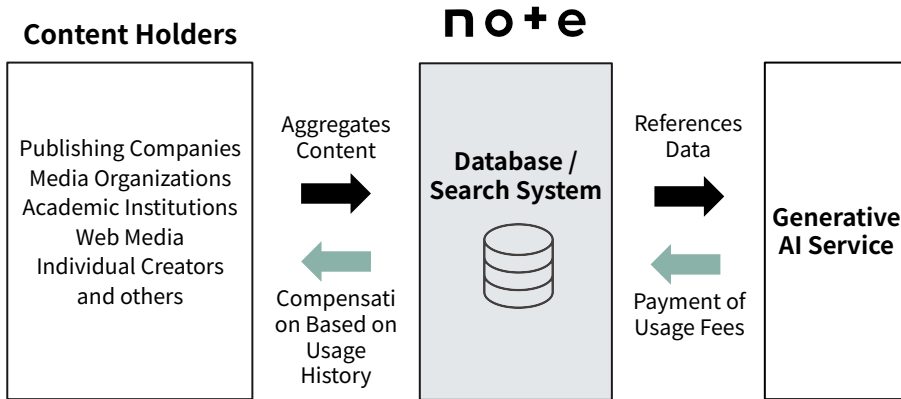 note
Content Holders
Publishing Companies
Media Organizations
Academic Institutions
Web Media
Individual Creators
and others
Aggregates
Content
Compensati
on Based on
Usage
History
Database /
Search System
References
Data
Payment of
Usage Fees
Generative
AI Service